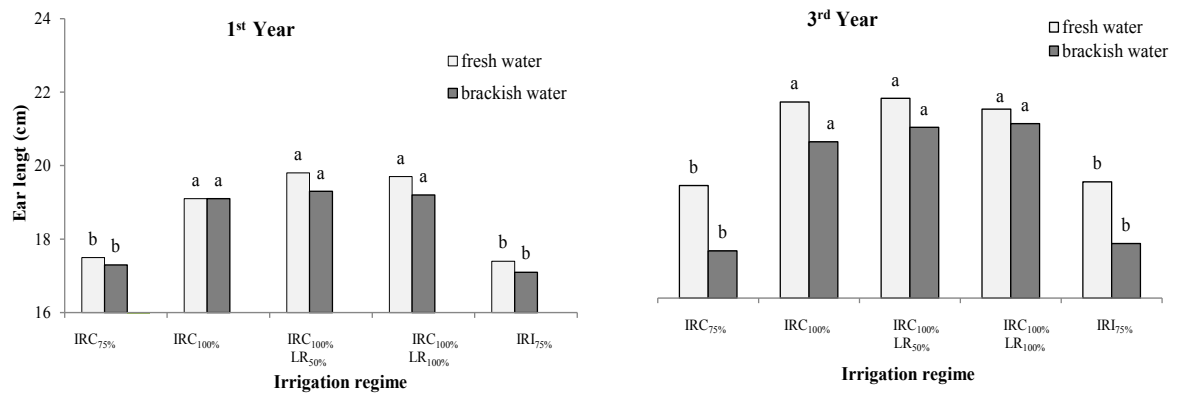 1st Year
fresh water
brackish water
Ear lengt (cm)
24
22
20
18
16
b b
a a
a a
a a
b b
IRC75%
IRC100%
IRC100%
LR50%
IRC100%
LR100%
IRI75%
Irrigation regime
3rd Year
fresh water
brackish water
b b
a a
a a
a a
b b
IRC75%
IRC100%
IRC100%
LR50%
IRC100%
LR100%
IRI75%
Irrigation regime